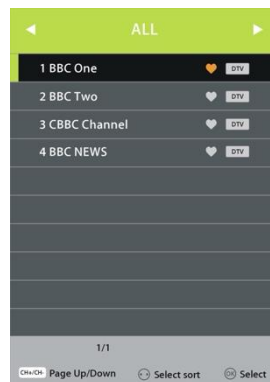 ALL
1 BBC One DTV
2 BBC Two DTV
3 CBBC Channel DTV
4 BBC NEWS DTV
1/1
CH+/CH- Page Up/Down Select sort OK Select